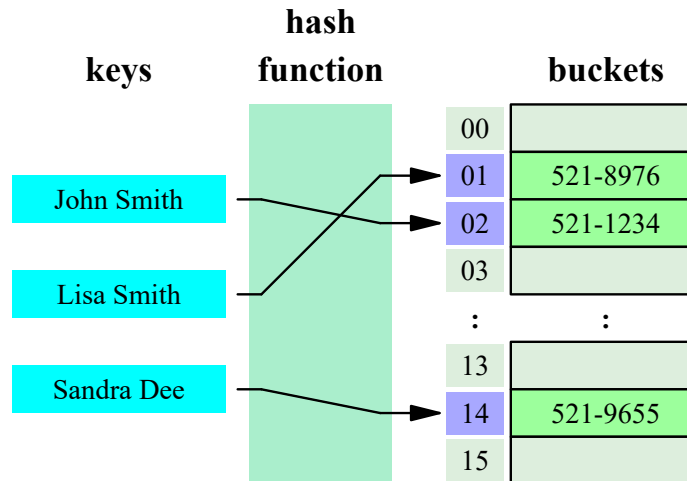 keys
hash
function
buckets
John Smith
Lisa Smith
Sandra Dee
00
01 521-8976
02 521-1234
03
: :
13
14 521-9655
15